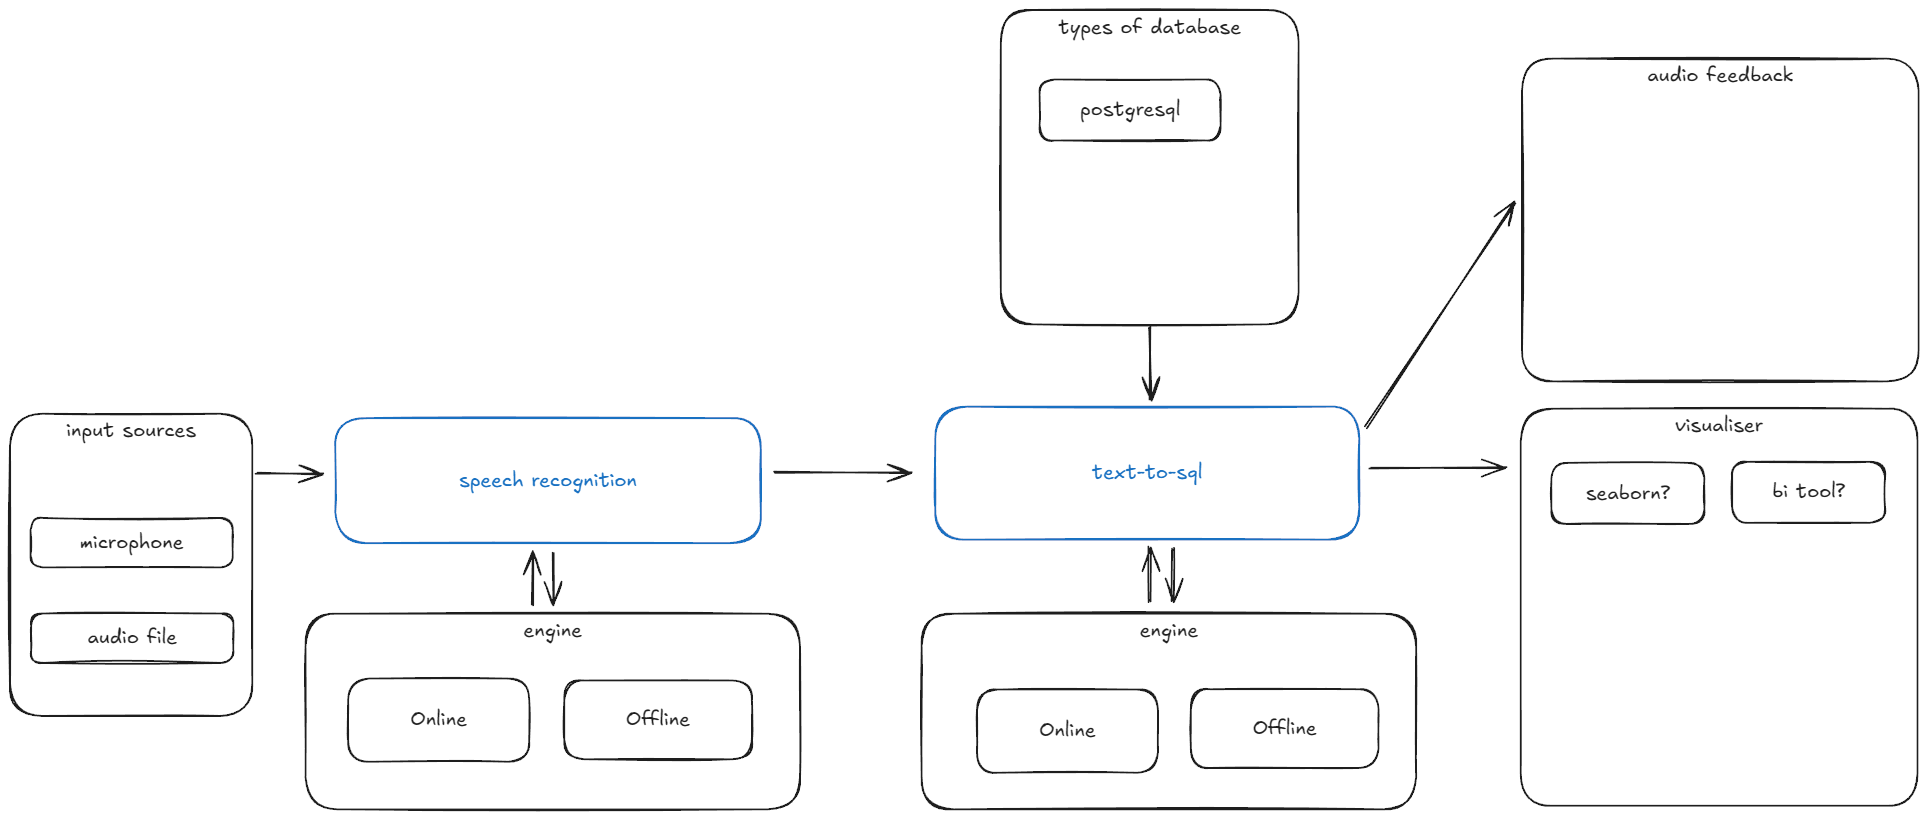 types of database
postgresql
audio feedback
input sources
microphone
audio file
speech recognition
engine
Online
Offline
text-to-sql
engine
Online
Offline
visualiser
seaborn?
bi tool?